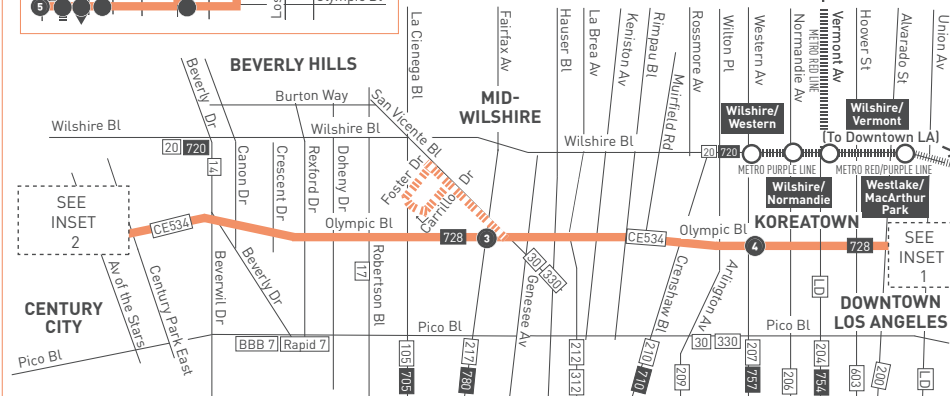 5
Olympic Bl
La Cienega Bl
Fairfax Av
Hauser Bl
La Brea Av
Keniston Av
Rimpau Bl
Muirfield Rd
Rossmore Av
Wilton Pl
Western Av
Normandie Av
METRO RED LINE
Vermont Av
Hoover St
Alvarado St
Union Av
BEVERLY HILLS
MID-
WILSHIRE
Beverly Dr
Burton Way
San Vicente Bl
Wilshire Bl
Wilshire Bl
Wilshire Bl
20 720
14
Canon Dr
Crescent Dr
Rexford Dr
Doheny Dr
Foster Dr
Carrillo Dr
20 720
Wilshire/
Western
Wilshire/
Vermont
(To Downtown LA)
METRO PURPLE LINE
METRO RED/PURPLE LINE
Wilshire/
Normandie
Westlake/
MacArthur
Park
KOREATOWN
SEE
INSET
2
CE534
Olympic Bl
728
3
CE534
Olympic Bl
4
728
SEE
INSET
1
30 330
CENTURY
CITY
Av of the Stars
Century Park East
Beverwil Dr
Beverly Dr
17
Robertson Bl
Genesee Av
Crenshaw Bl
Arlington Av
LD
DOWNTOWN
LOS ANGELES
Pico Bl
BBB 7 Rapid 7
Pico Bl
Pico Bl
30 330
105 705
217 780
212 312
210 710
209
207 757
206
204 754
603
200
LD